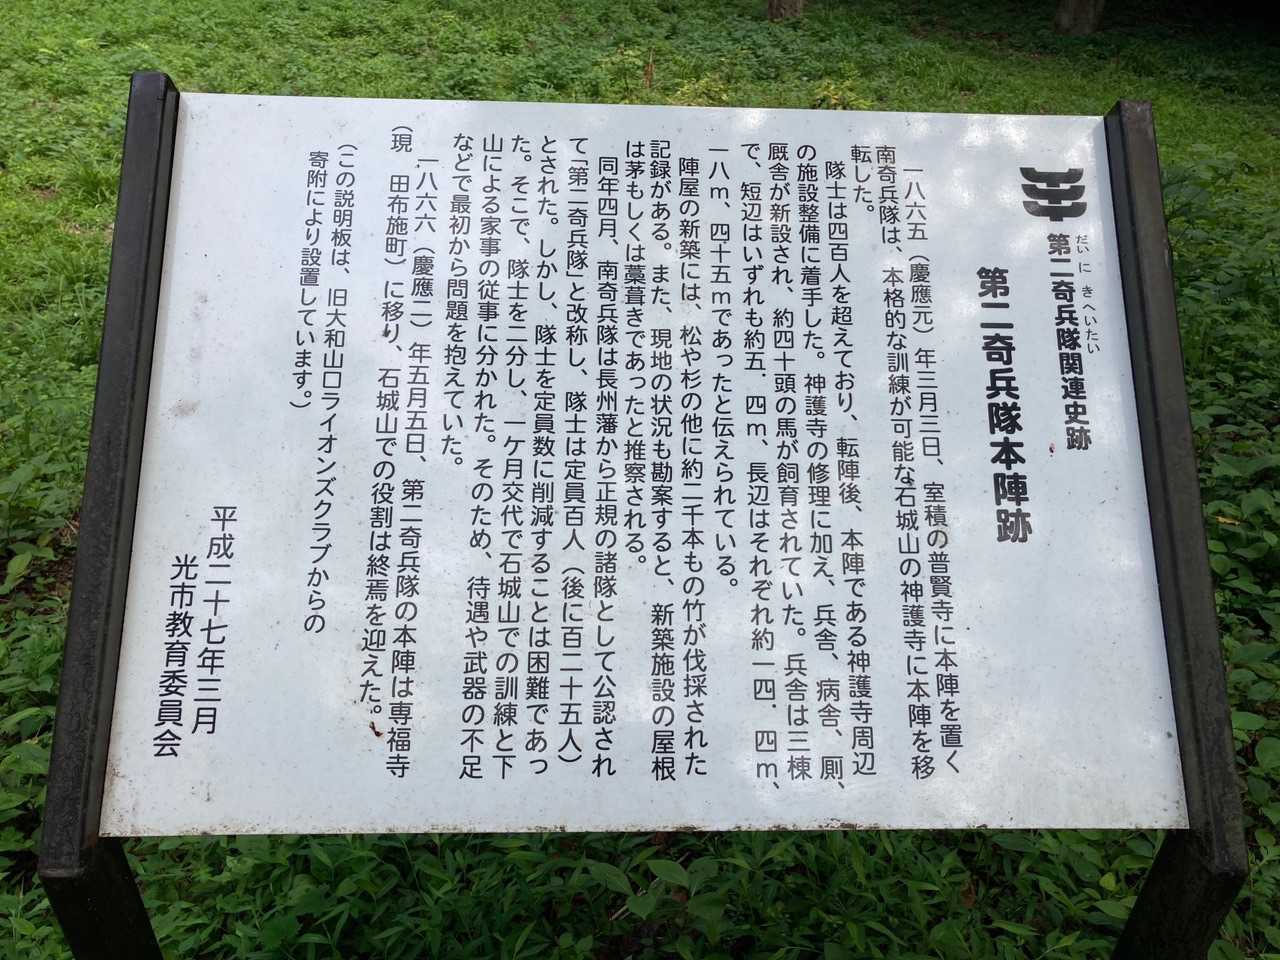 第二奇兵隊関連史跡
だいにきへいたい
第二奇兵隊本陣跡
一八六五（慶應元）年三月三日、室積の普賢寺に本陣を置く
南奇兵隊は、本格的な訓練が可能な石城山の神護寺に本陣を移
転した。
隊士は四百人を超えており、転陣後、本陣である神護寺周辺
の施設整備に着手した。神護寺の修理に加え、兵舎、病舎、厠、
厩舎が新設され、約四十頭の馬が飼育されていた。兵舎は三棟
で、短辺はいずれも約五．四ｍ、長辺はそれぞれ約一四．四ｍ、
一八ｍ、四十五ｍであったと伝えられている。
陣屋の新築には、松や杉の他に約二千本もの竹が伐採された
記録がある。また、現地の状況も勘案すると、新築施設の屋根
は茅もしくは藁葺きであったと推察される。
同年四月、南奇兵隊は長州藩から正規の諸隊として公認され
て「第二奇兵隊」と改称し、隊士は定員百人（後に百二十五人）
とされた。しかし、隊士を定員数に削減することは困難であっ
た。そこで、隊士を二分し、一ケ月交代で石城山での訓練と下
山による家事の従事に分かれた。そのため、待遇や武器の不足
などで最初から問題を抱えていた。
一八六六（慶應二）年五月五日、第二奇兵隊の本陣は専福寺
（現　田布施町）に移り、石城山での役割は終焉を迎えた。
（この説明板は、旧大和山口ライオンズクラブからの
寄附により設置しています。）
平成二十七年三月
光市教育委員会